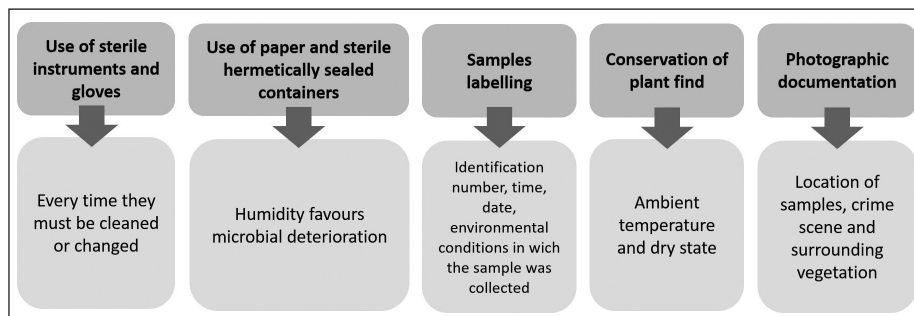 Use of sterile
instruments and
gloves
Every time they
must be cleaned
or changed
Use of paper and sterile
hermetically sealed
containers
Humidity favours
microbial deterioration
Samples
labelling
Identification
number, time,
date,
environmental
conditions in wich
the sample was
collected
Conservation of
plant find
Ambient
temperature
and dry state
Photographic
documentation
Location of
samples, crime
scene and
surrounding
vegetation